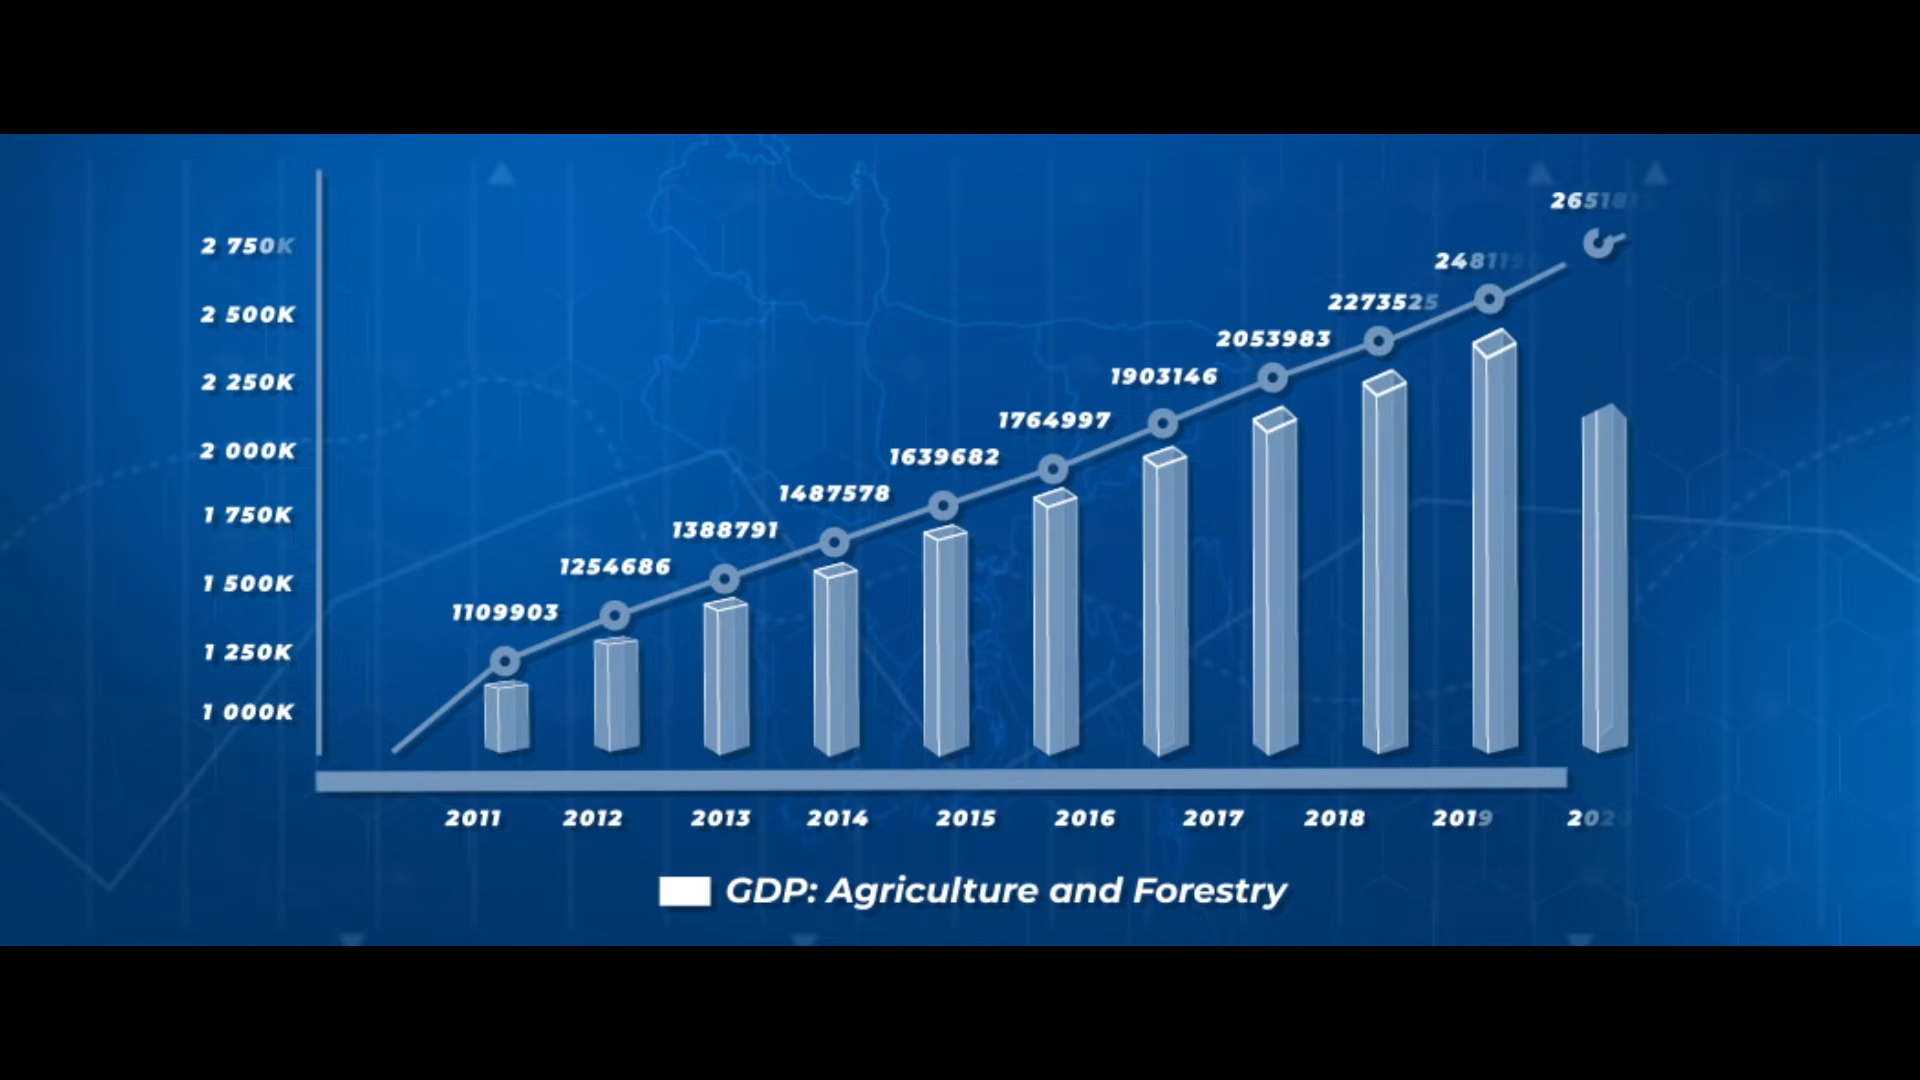 2 750K
2 500K
2 250K
2 000K
1 750K
1 500K
1 250K
1 000K
1109903
1254686
1388791
1487578
1639682
1764997
1903146
2053983
2273525
2011 2012 2013 2014 2015 2016 2017 2018 2019
GDP: Agriculture and Forestry